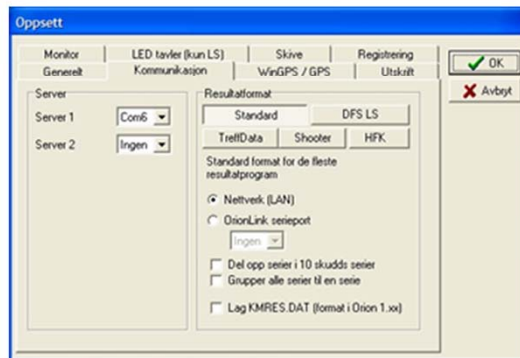 Oppsett
Monitor
LED tavler (kun LS)
Skive
Registrering
Generelt
Kommunikasjon
WinGPS / GPS
Utskrift
OK
Avbryt
Server
Server 1
Com6
Server 2
Ingen
Resultatformat
Standard
DFS LS
TreffData
Shooter
HFK
Standard format for de fleste
resultatprogram
Nettverk (LAN)
OrionLink serieport
Ingen
Del opp serier i 10 skudds serier
Grupper alle serier til en serie
Lag KMRES.DAT (format i Orion 1.xx)